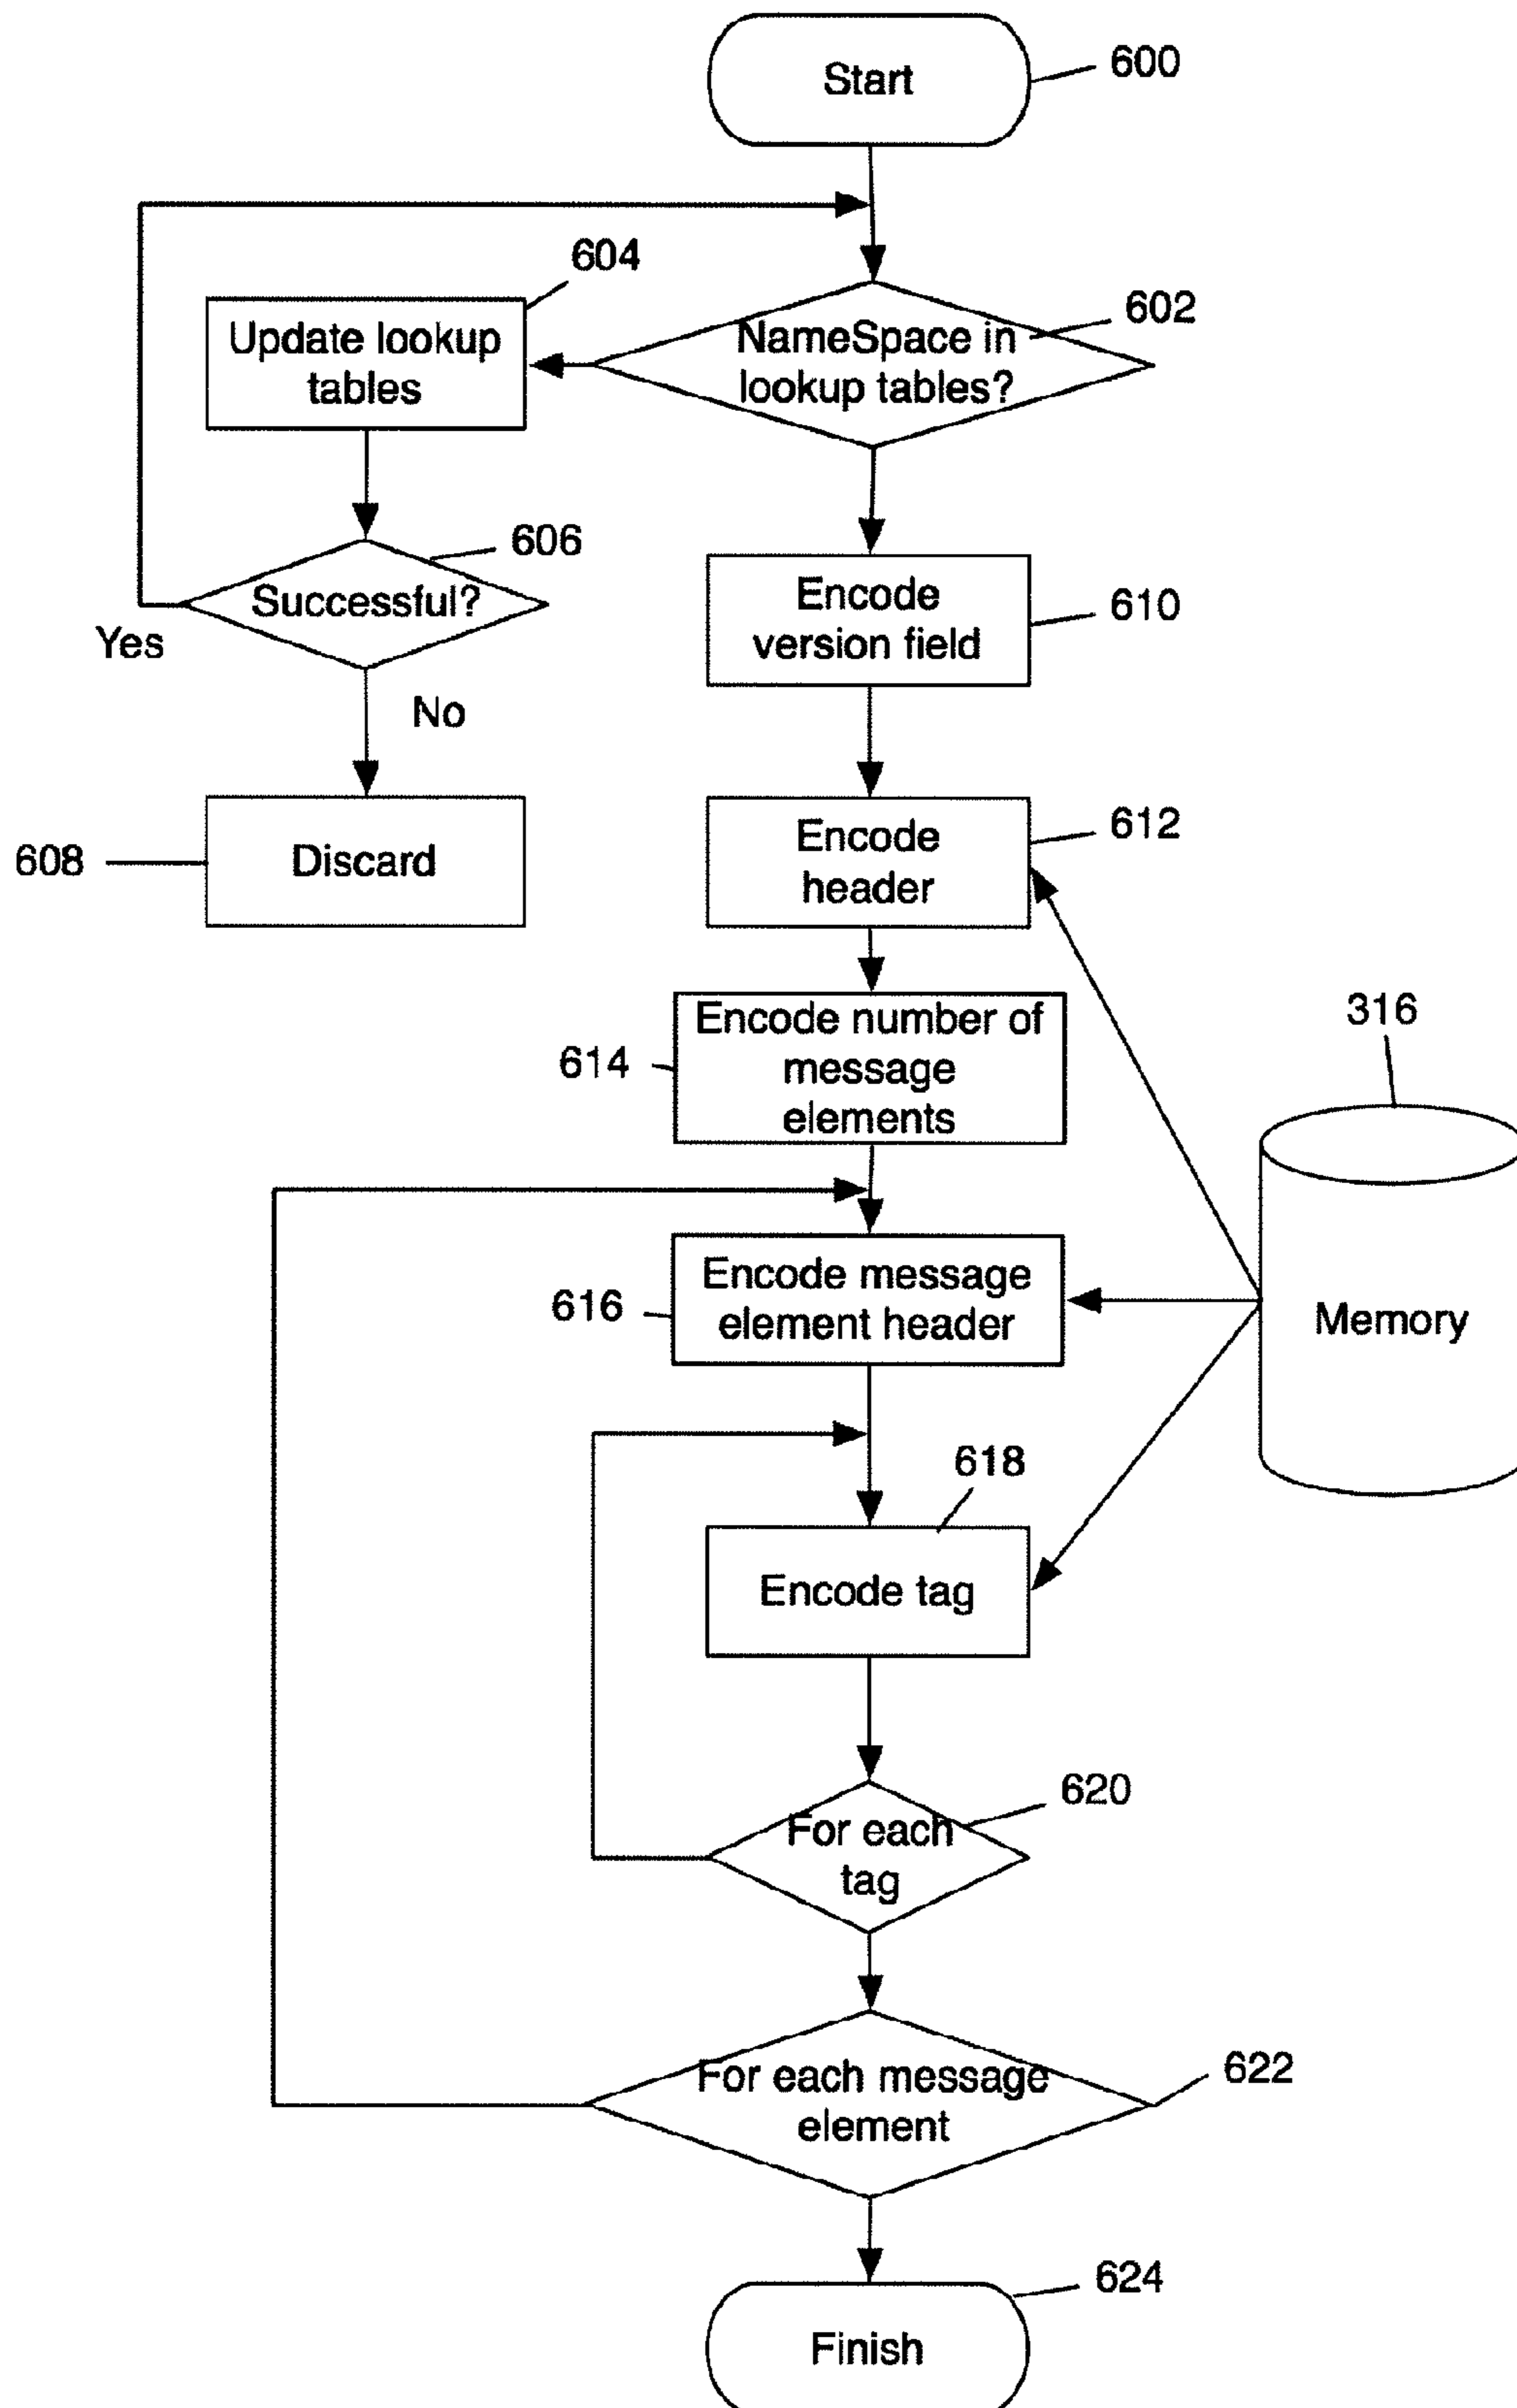 Start
600
604
Update lookup
tables
NameSpace in
lookup tables?
602
606
Successful?
Yes
No
Encode
version field
610
608
Discard
Encode
header
612
Encode number of
message
elements
614
316
Memory
Encode message
element header
616
618
Encode tag
620
For each
tag
For each message
element
622
624
Finish